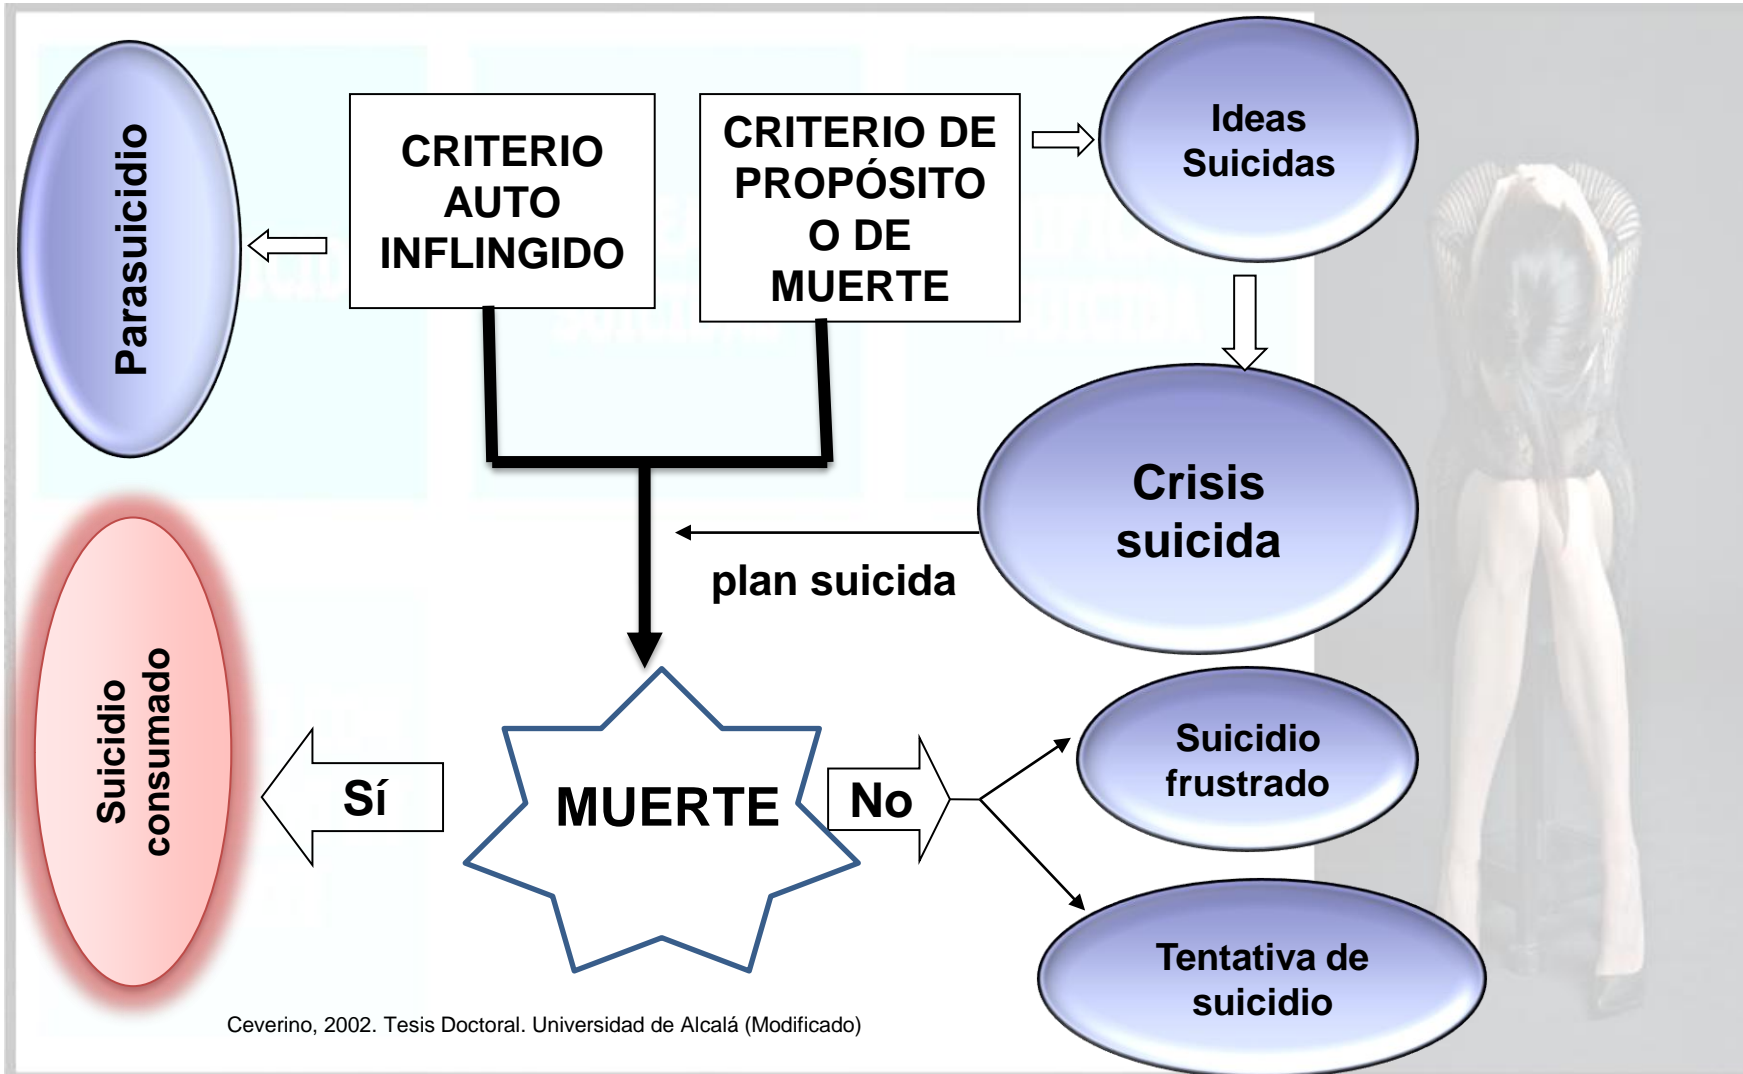 Parasuicidio
CRITERIO
AUTO
INFLINGIDO
CRITERIO DE
PROPÓSITO
O DE
MUERTE
Ideas
Suicidas
Crisis
suicida
plan suicida
Suicidio
consumado
Sí
MUERTE
No
Suicidio
frustrado
Tentativa de
suicidio
Ceverino, 2002. Tesis Doctoral. Universidad de Alcalá (Modificado)